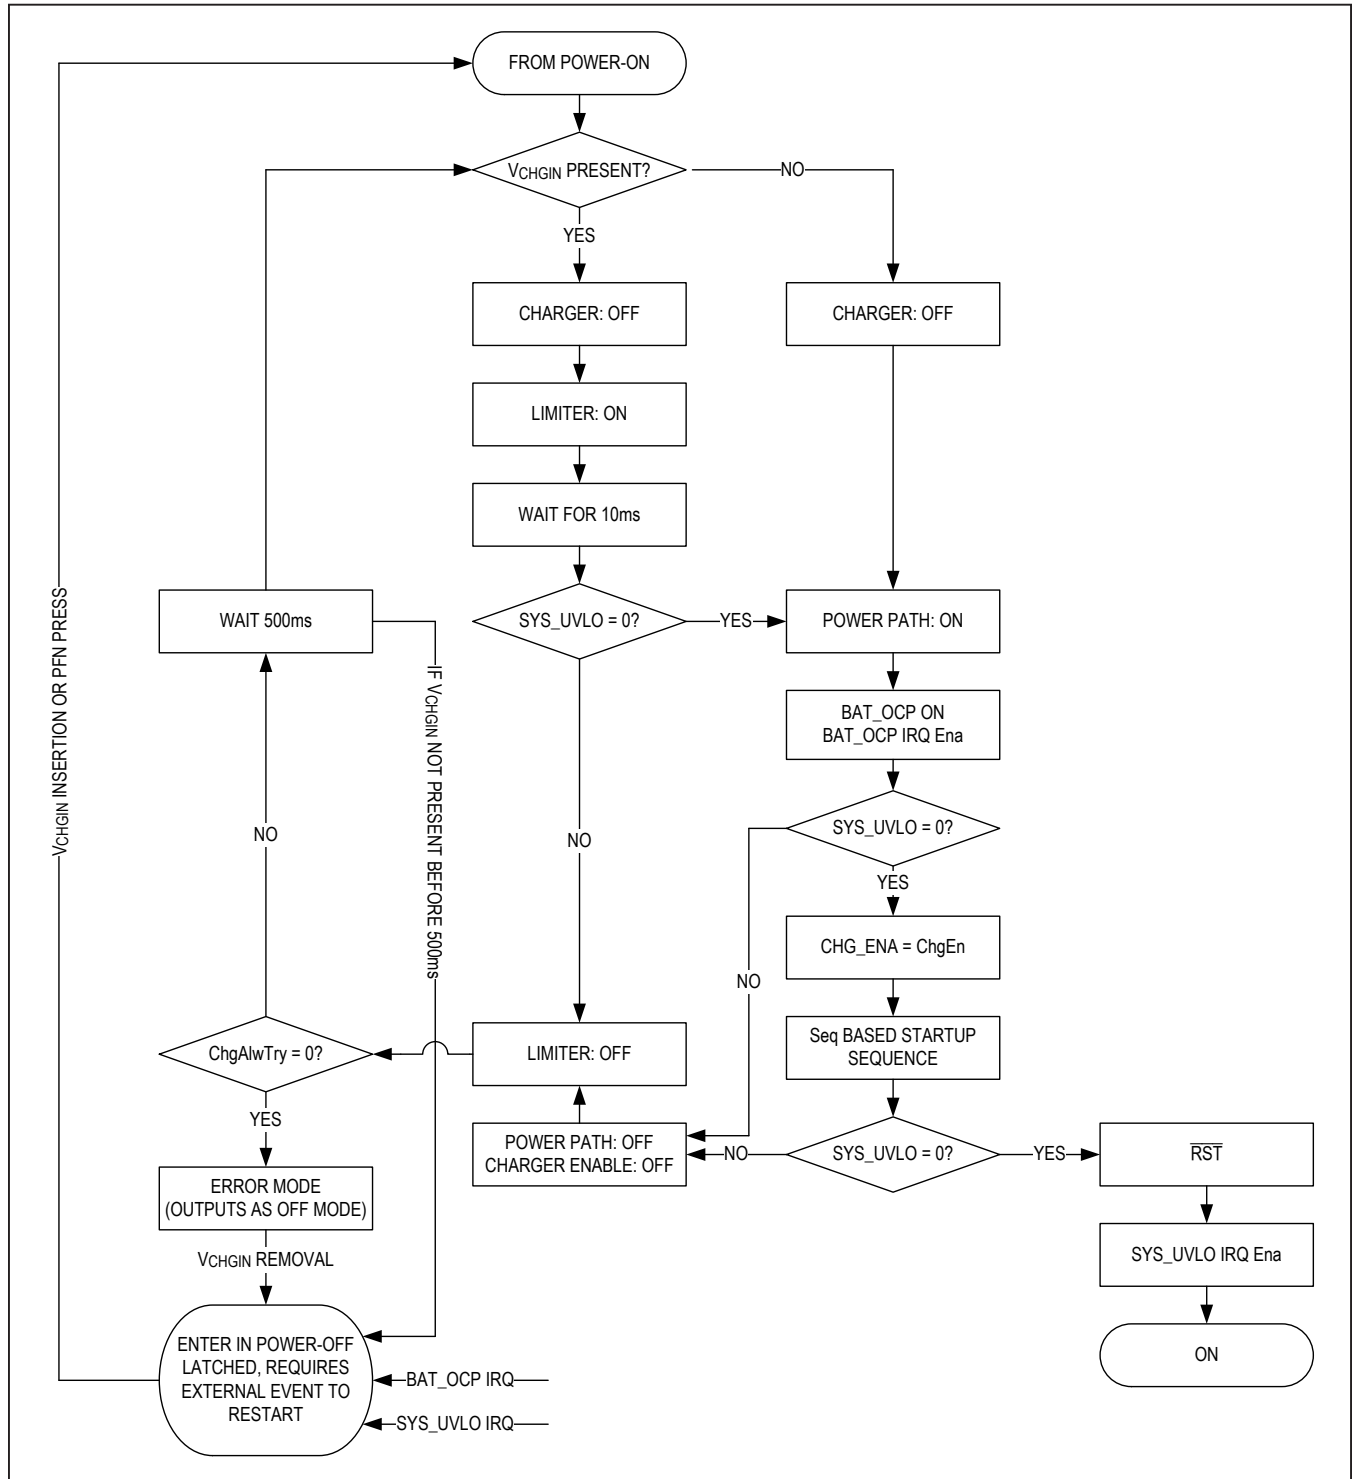 FROM POWER-ON
VCHGIN PRESENT?
NO
YES
CHARGER: OFF
CHARGER: OFF
LIMITER: ON
WAIT FOR 10ms
WAIT 500ms
SYS_UVLO = 0?
YES
POWER PATH: ON
VCHGIN INSERTION OR PFN PRESS
IF VCHGIN NOT PRESENT BEFORE 500ms
BAT_OCP ON
BAT_OCP IRQ Ena
NO
NO
SYS_UVLO = 0?
YES
CHG_ENA = ChgEn
NO
Seq BASED STARTUP
SEQUENCE
ChgAlwTry = 0?
LIMITER: OFF
YES
POWER PATH: OFF
CHARGER ENABLE: OFF
NO
SYS_UVLO = 0?
YES
RST
ERROR MODE
(OUTPUTS AS OFF MODE)
VCHGIN REMOVAL
SYS_UVLO IRQ Ena
ENTER IN POWER-OFF
LATCHED, REQUIRES
EXTERNAL EVENT TO
RESTART
BAT_OCP IRQ
SYS_UVLO IRQ
ON